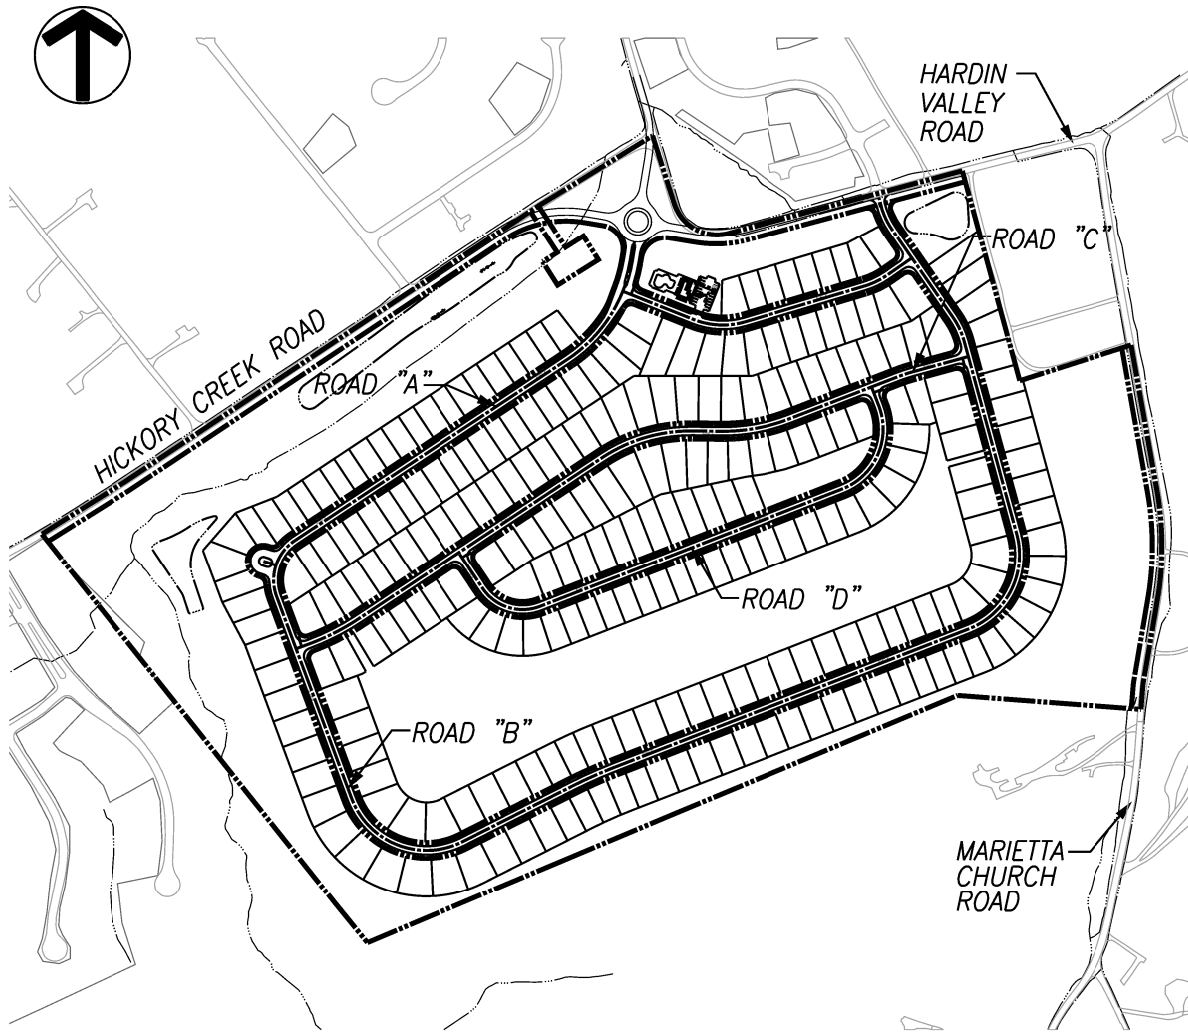 HARDIN
VALLEY
ROAD
ROAD "C"
HICKORY CREEK ROAD
ROAD "A"
ROAD "D"
ROAD "B"
MARIETTA
CHURCH
ROAD